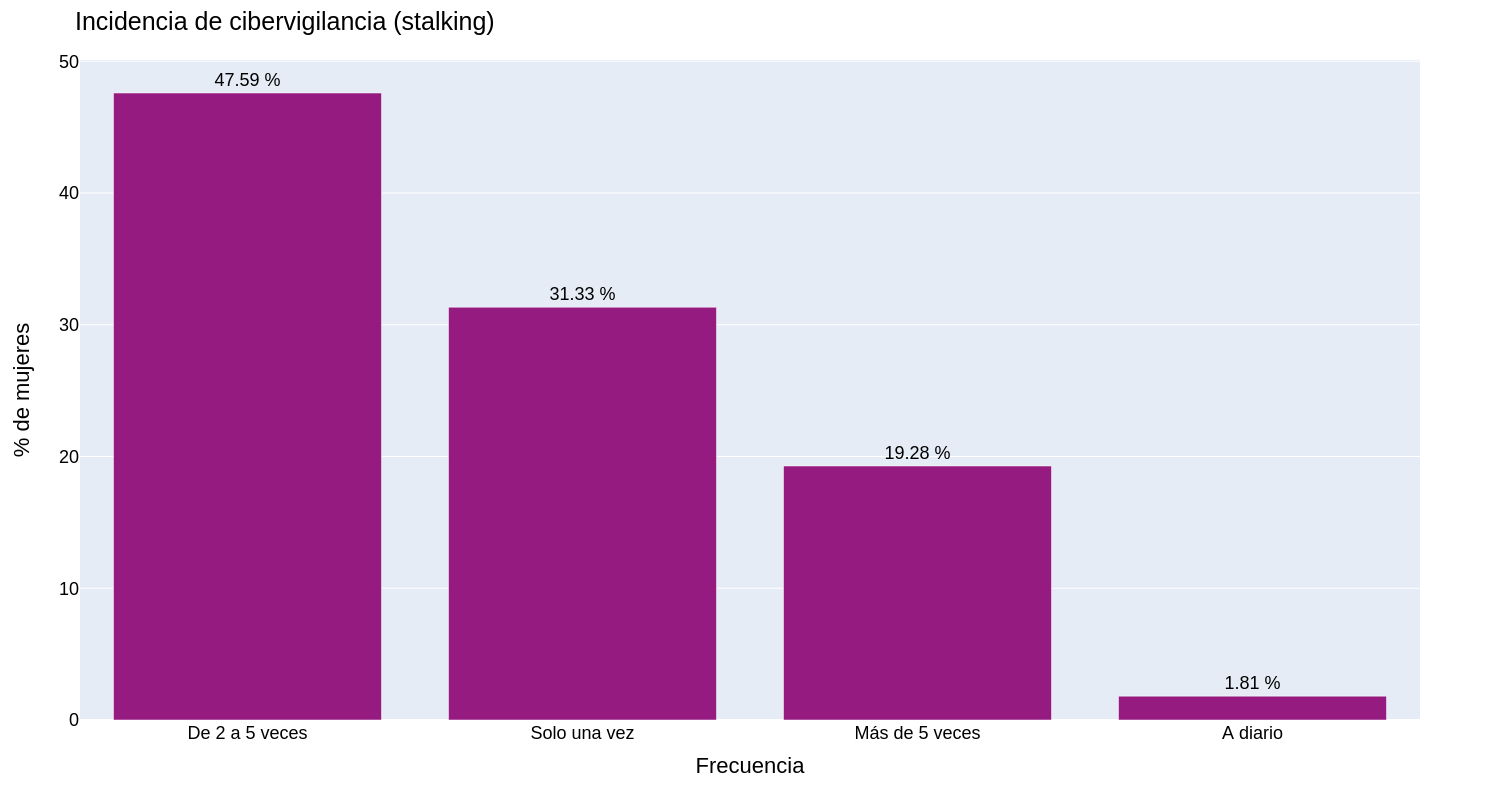 Incidencia de cibervigilancia (stalking)
% de mujeres
50
40
30
20
10
0
47.59 %
31.33 %
19.28 %
1.81 %
De 2 a 5 veces
Solo una vez
Más de 5 veces
A diario
Frecuencia